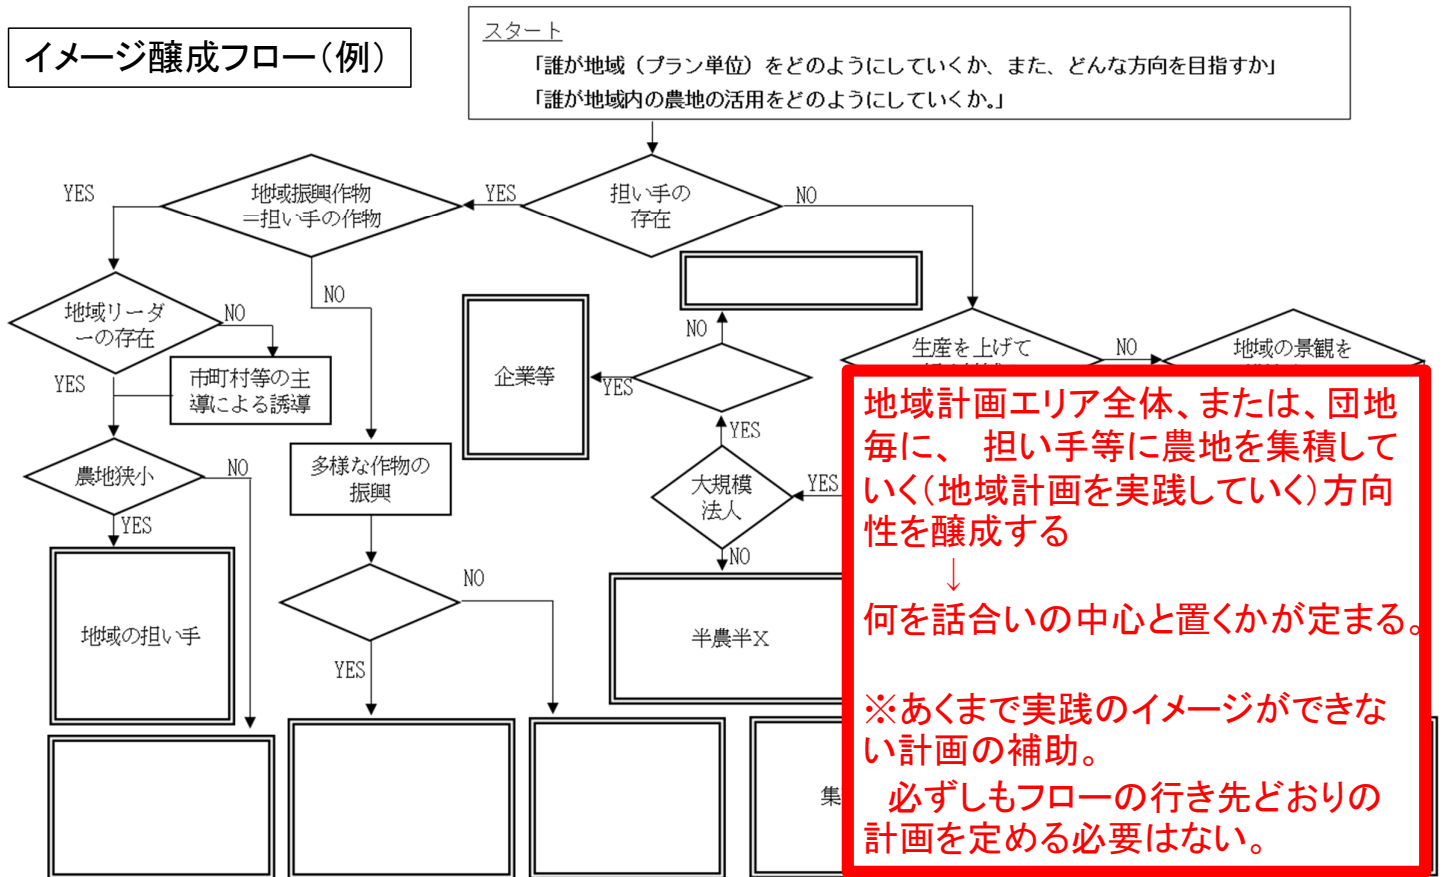 イメージ醸成フロー(例)
スタート
「誰が地域（プラン単位）をどのようにしていくか、また、どんな方向を目指すか」
「誰が地域内の農地の活用をどのようにしていくか。」
YES
地域振興作物
＝担い手の作物
YES
担い手の
存在
NO
地域リーダ
ーの存在
NO
NO
YES
市町村等の主
導による誘導
農地狭小
NO
YES
地域の担い手
多様な作物の
振興
NO
YES
企業等
YES
NO
YES
大規模
法人
YES
NO
半農半X
生産を上げて
NO
地域の景観を
集
地域計画エリア全体、または、団地
毎に、 担い手等に農地を集積して
いく(地域計画を実践していく)方向
性を醸成する
↓
何を話合いの中心と置くかが定まる。
※あくまで実践のイメージができな
い計画の補助。
必ずしもフローの行き先どおりの
計画を定める必要はない。